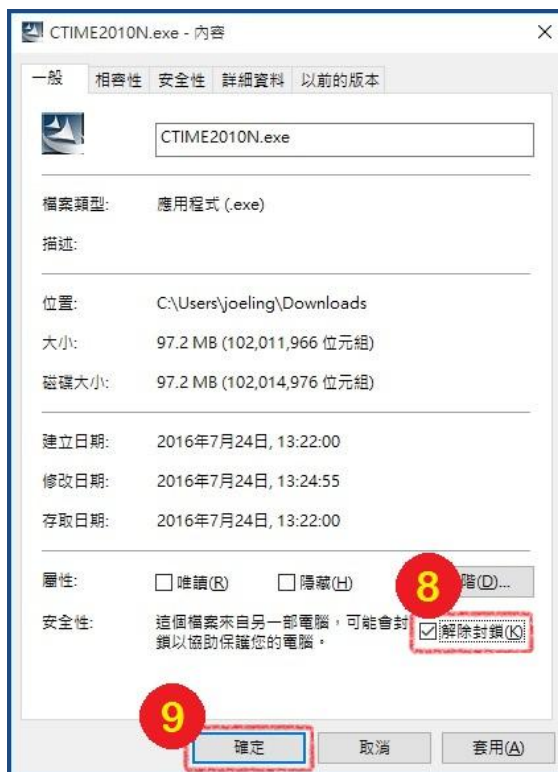 CTIME2010N.exe - 內容
一般 相容性 安全性 詳細資料 以前的版本
CTIME2010N.exe
檔案類型: 應用程式 (.exe)
描述:
位置: C:\Users\joeling\Downloads
大小: 97.2 MB (102,011,966 位元組)
磁碟大小: 97.2 MB (102,014,976 位元組)
建立日期: 2016年7月24日, 13:22:00
修改日期: 2016年7月24日, 13:24:55
存取日期: 2016年7月24日, 13:22:00
屬性: 唯讀(R) 隱藏(H) 8 階(D)...
安全性: 這個檔案來自另一部電腦，可能會封 解除封鎖(K)
鎖以協助保護您的電腦。
9
確定 取消 套用(A)